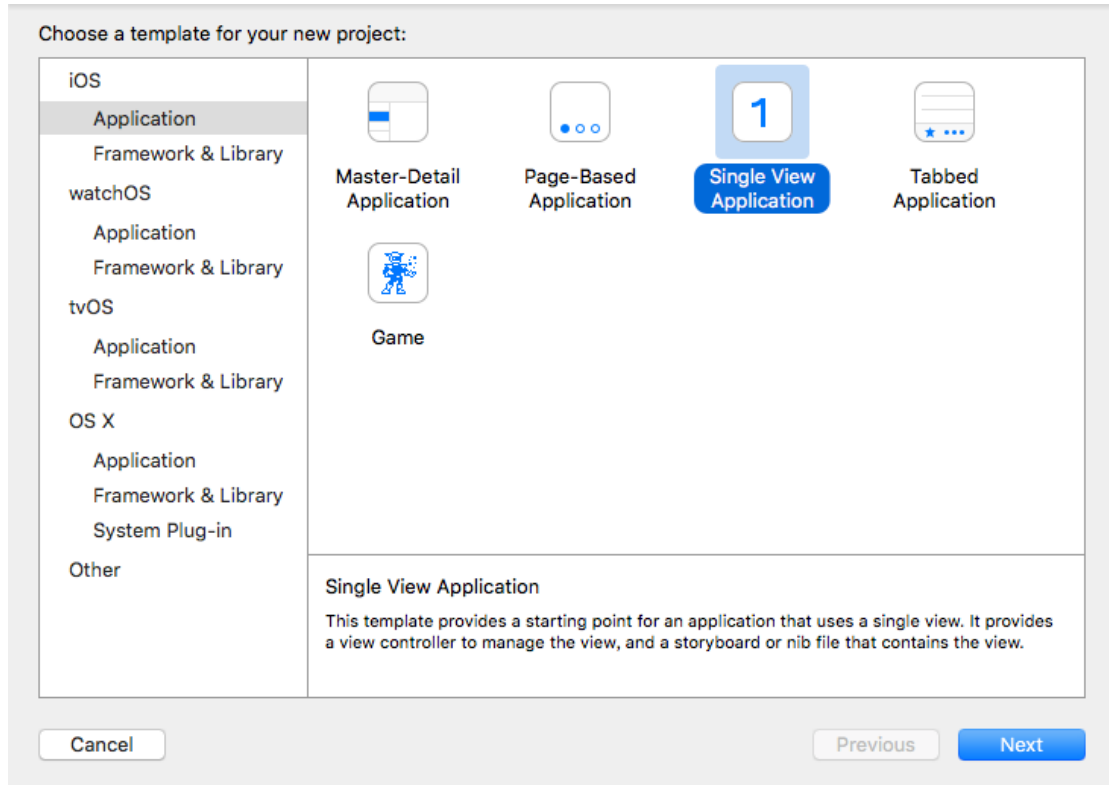 Choose a template for your new project:
iOS
Application
Framework & Library
watchOS
Application
Framework & Library
tvOS
Application
Framework & Library
OS X
Application
Framework & Library
System Plug-in
Other
Master-Detail
Application
Page-Based
Application
1
Single View
Application
Tabbed
Application
Game
Single View Application
This template provides a starting point for an application that uses a single view. It provides
a view controller to manage the view, and a storyboard or nib file that contains the view.
Cancel
Previous
Next